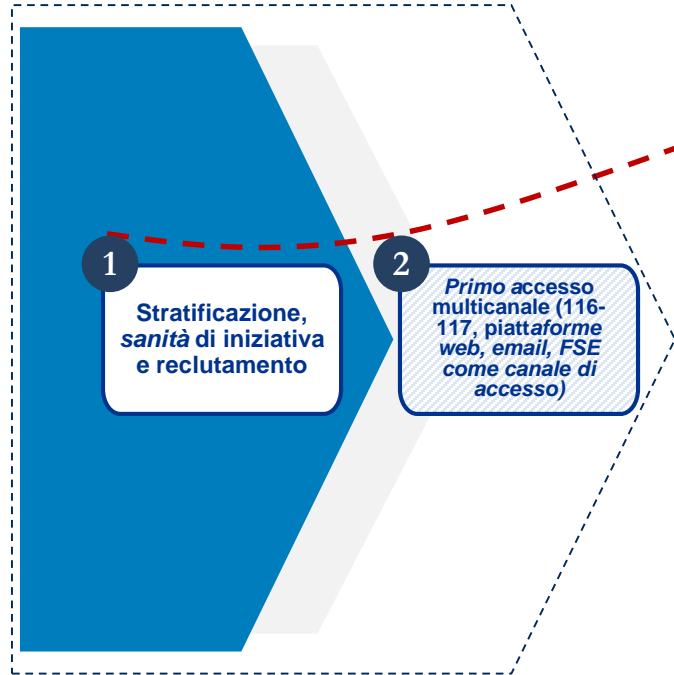 1
Stratificazione,
sanità di iniziativa
e reclutamento
2
Primo accesso
multicanale (116-
117, piattaforme
web, email, FSE
come canale di
accesso)